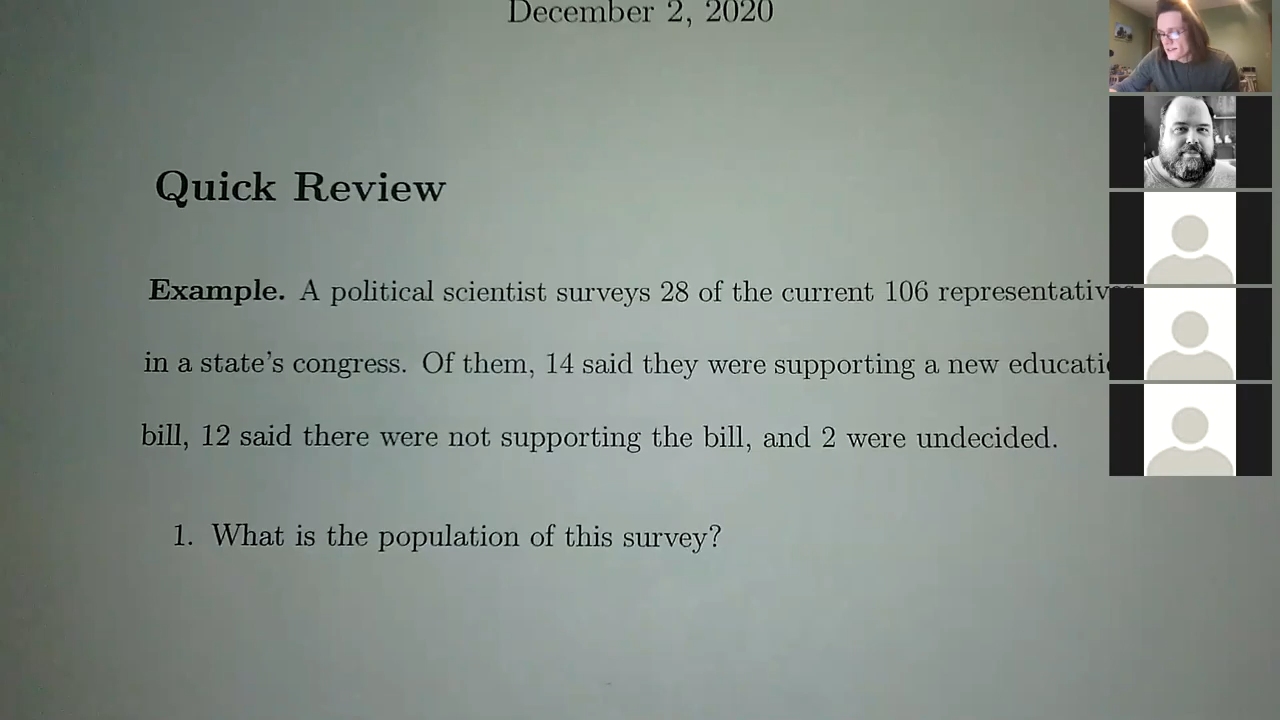 December 2, 2020
Quick Review
Example. A political scientist surveys 28 of the current 106 representatives
in a state's congress. Of them, 14 said they were supporting a new
bill, 12 said there were not supporting the bill, and 2 were undecided.
1. What is the population of this survey?